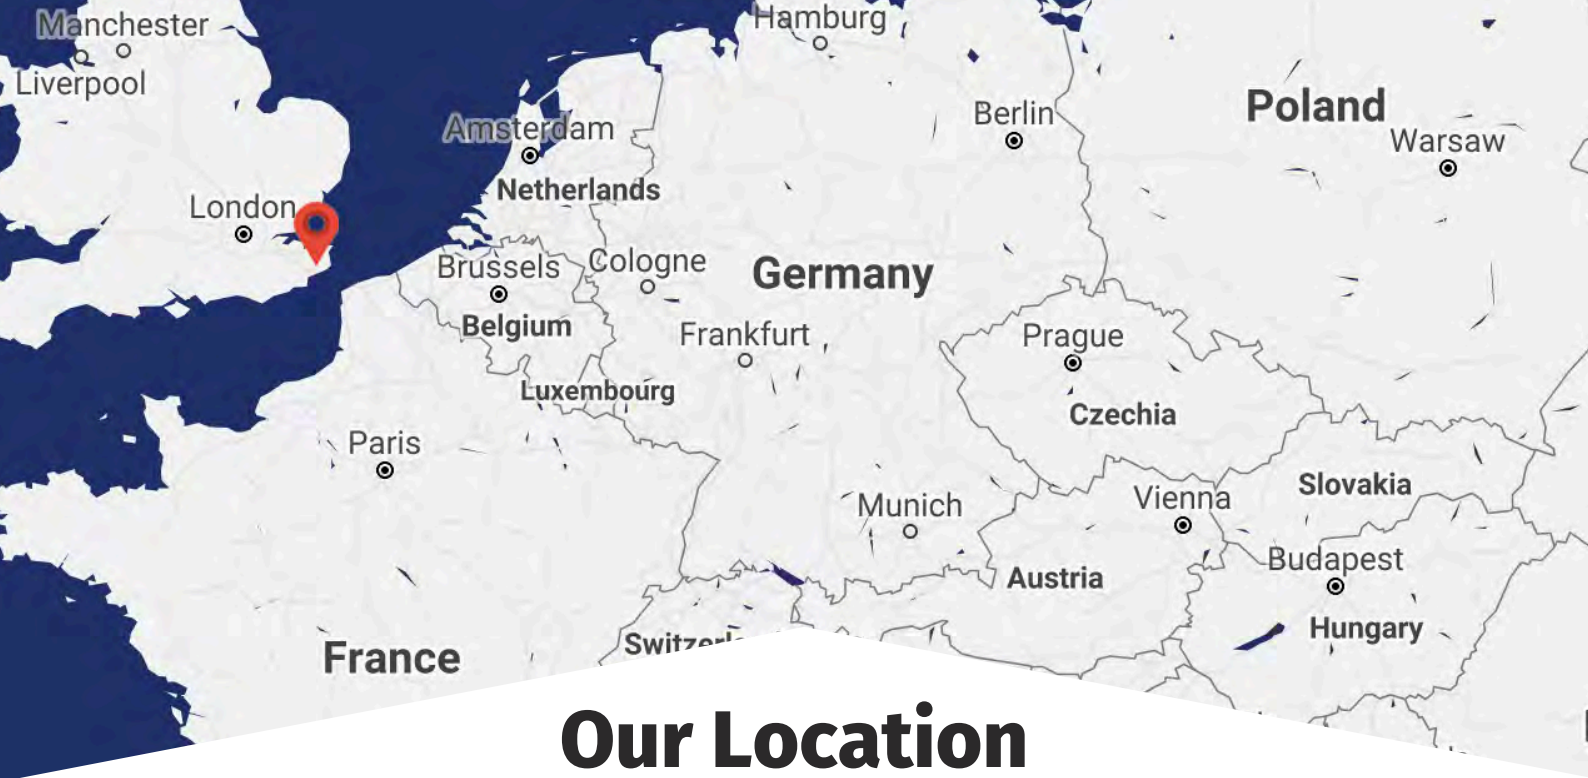 Manchester
Hamburg
Liverpool
Poland
Berlin
Amsterdam
Warsaw
Netherlands
London
Brussels
Cologne
Germany
Belgium
Frankfurt
Prague
Luxembourg
Czechia
Paris
Slovakia
Munich
Vienna
Budapest
Austria
Hungary
Switzerl
France
Our Location